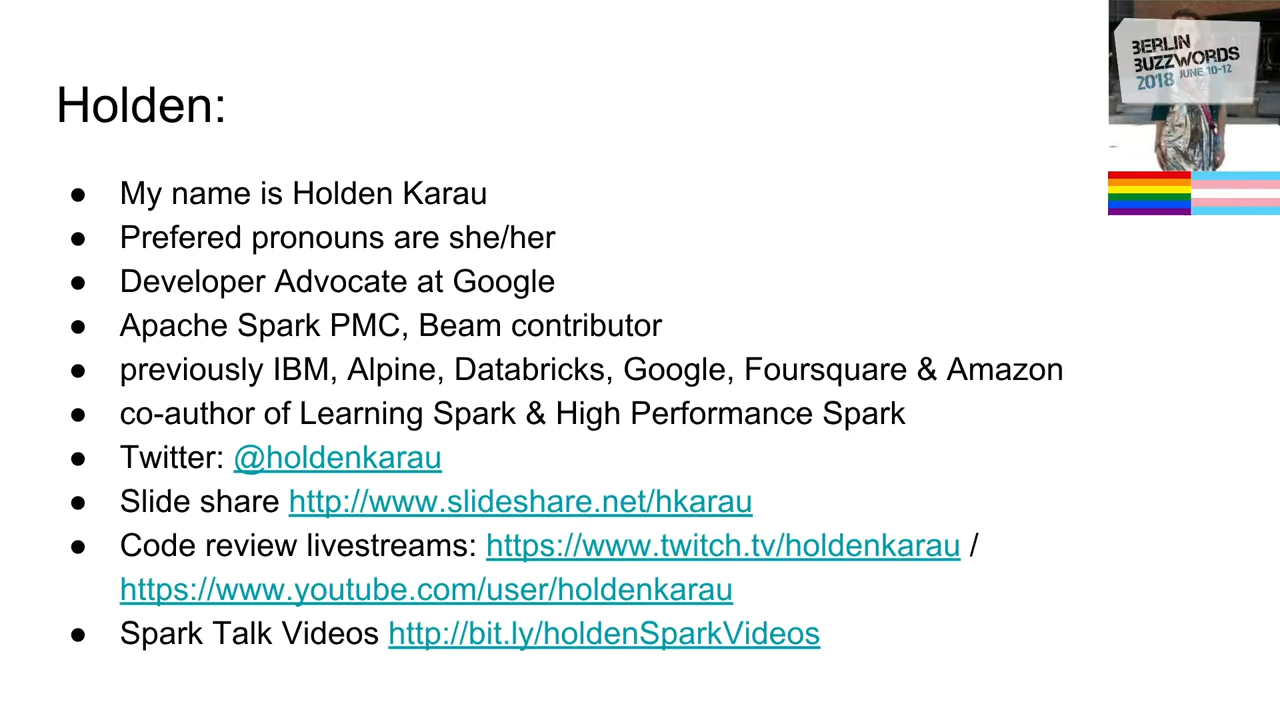 BERLIN
BUZZWORDS
2018 JUNE 10-12
Holden:
● My name is Holden Karau
● Prefered pronouns are she/her
● Developer Advocate at Google
● Apache Spark PMC, Beam contributor
● previously IBM, Alpine, Databricks, Google, Foursquare & Amazon
● co-author of Learning Spark & High Performance Spark
● Twitter: @holdenkarau
● Slide share http://www.slideshare.net/hkarau
● Code review livestreams: https://www.twitch.tv/holdenkarau /
https://www.youtube.com/user/holdenkarau
● Spark Talk Videos http://bit.ly/holdenSparkVideos